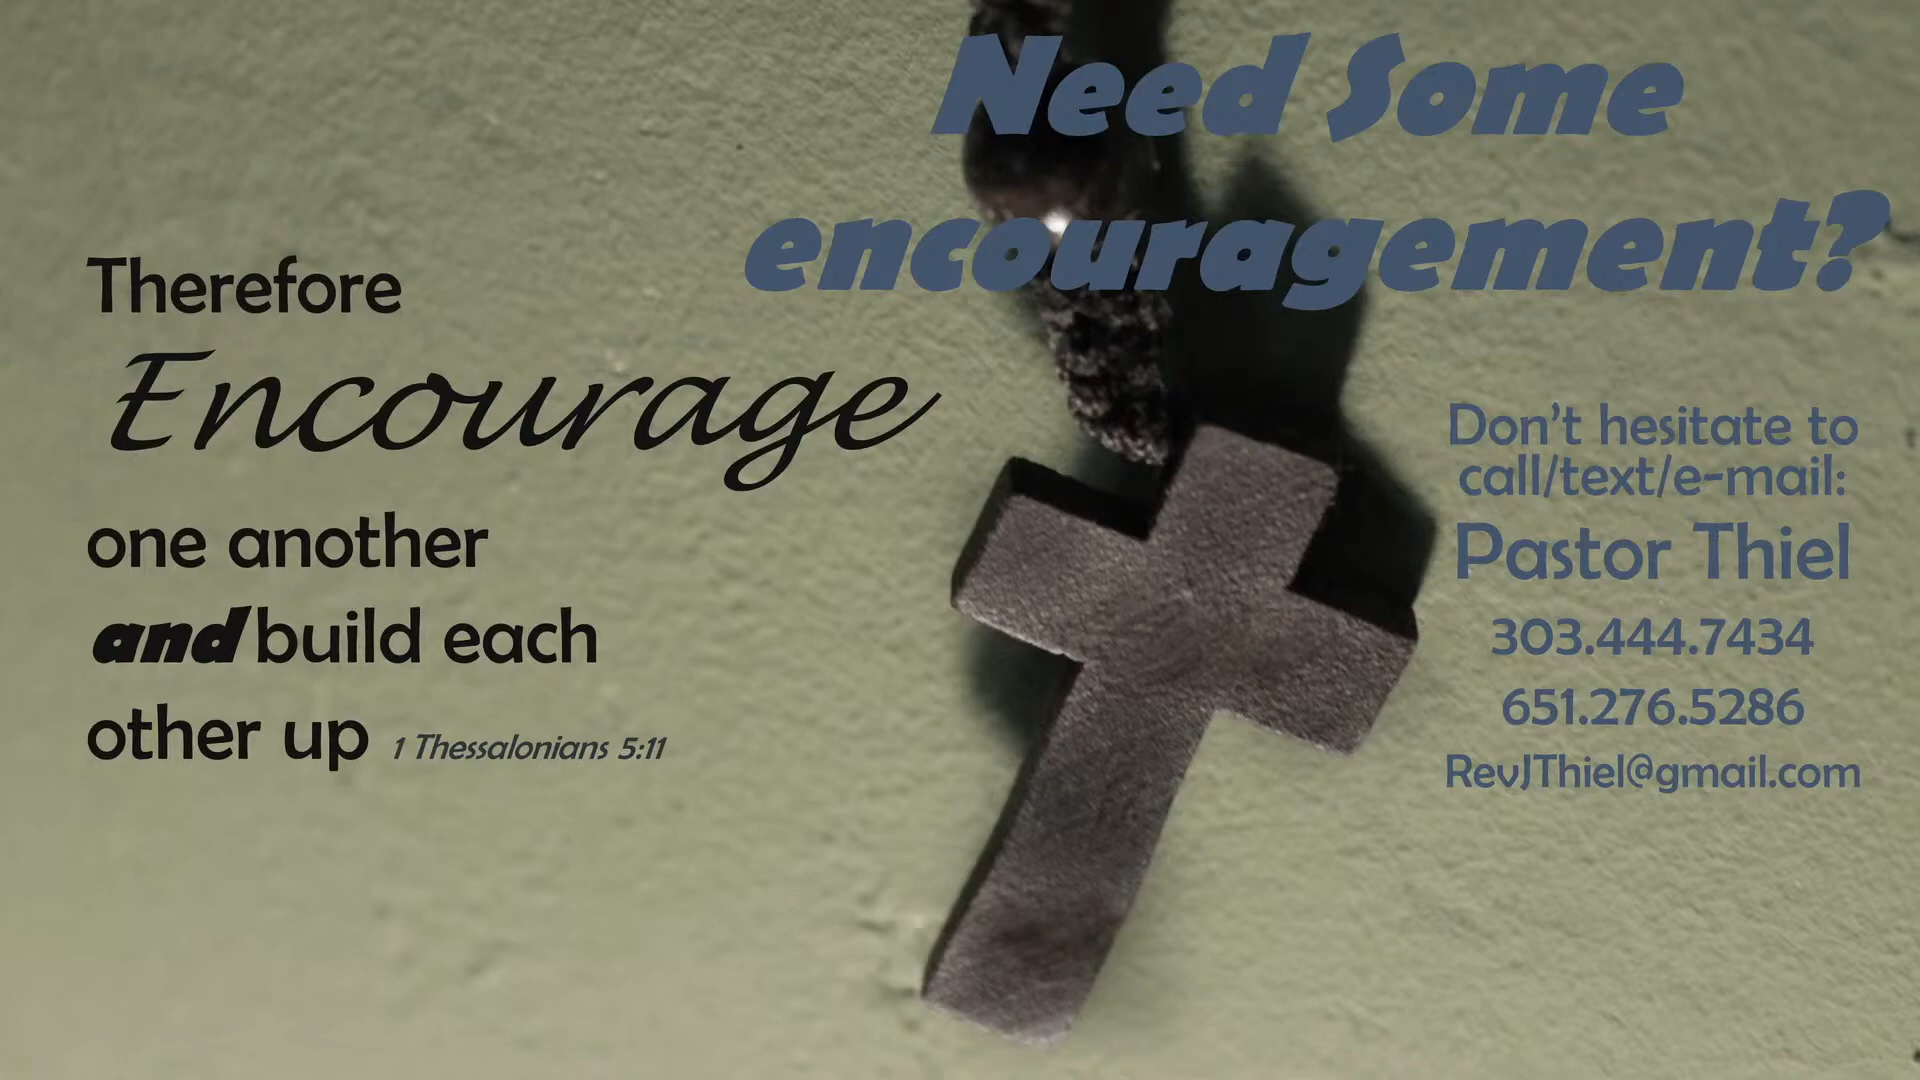 Need Some
encouragement?
Therefore
Encourage
one another
and build each
other up 1 Thessalonians 5:11
Don't hesitate to
call/text/e-mail:
Pastor Thiel
303.444.7434
651.276.5286
RevJThiel@gmail.com